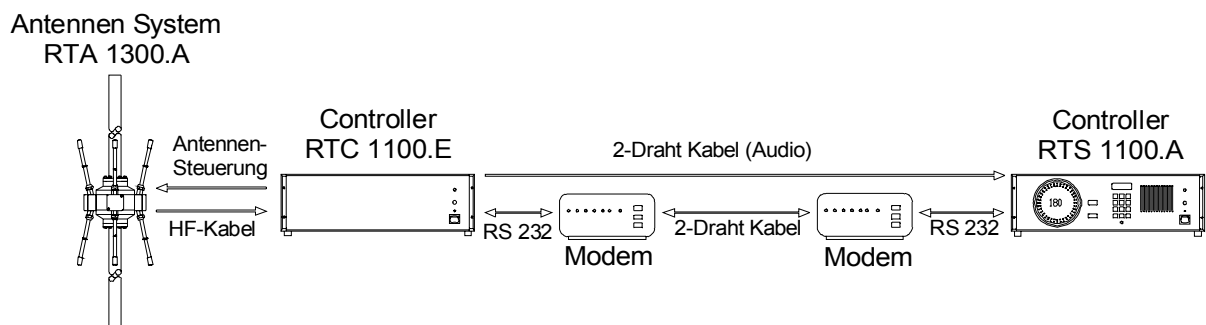 Antennen System
RTA 1300.A
Antennen-
Steuerung
HF-Kabel
Controller
RTC 1100.E
2-Draht Kabel (Audio)
RS 232
Modem
2-Draht Kabel
Modem
RS 232
Controller
RTS 1100.A
180